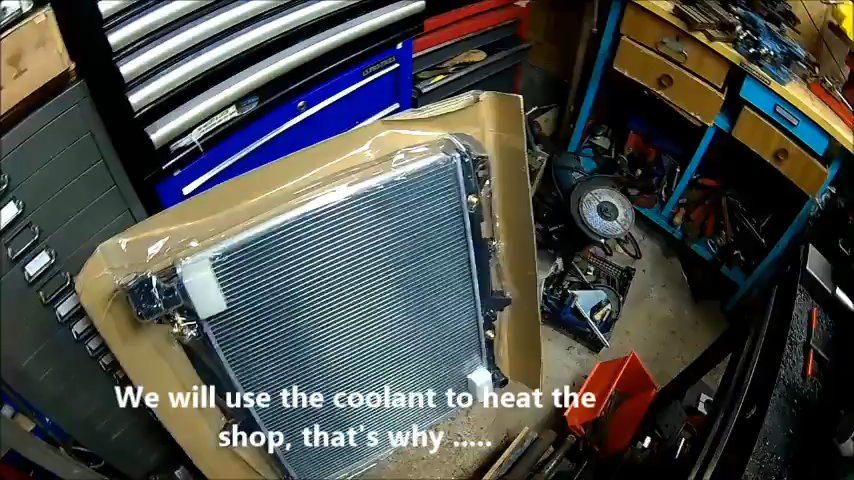 We will use the coolant to heat the
shop, that's why .....